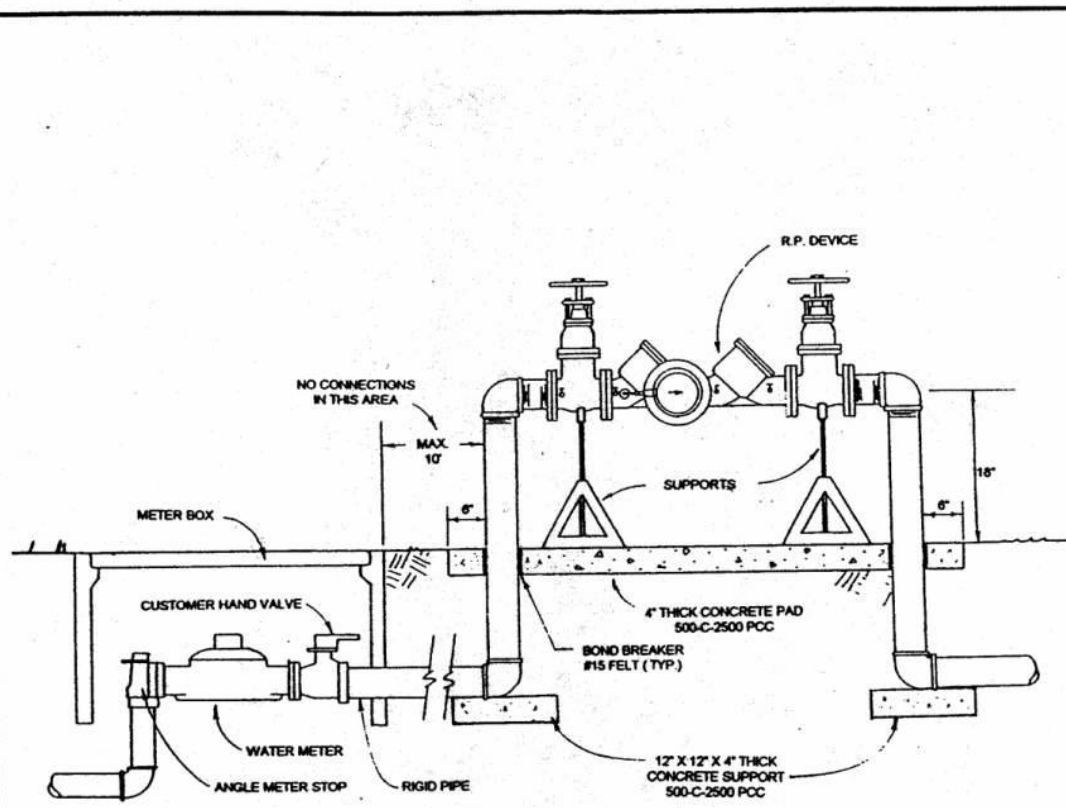 R.P. DEVICE
NO CONNECTIONS
IN THIS AREA
MAX.
10'
18"
SUPPORTS
6"
6"
METER BOX
CUSTOMER HAND VALVE
4" THICK CONCRETE PAD
500-C-2500 PCC
BOND BREAKER
#15 FELT (TYP.)
WATER METER
12" X 12" X 4" THICK
CONCRETE SUPPORT
500-C-2500 PCC
ANGLE METER STOP
RIGID PIPE